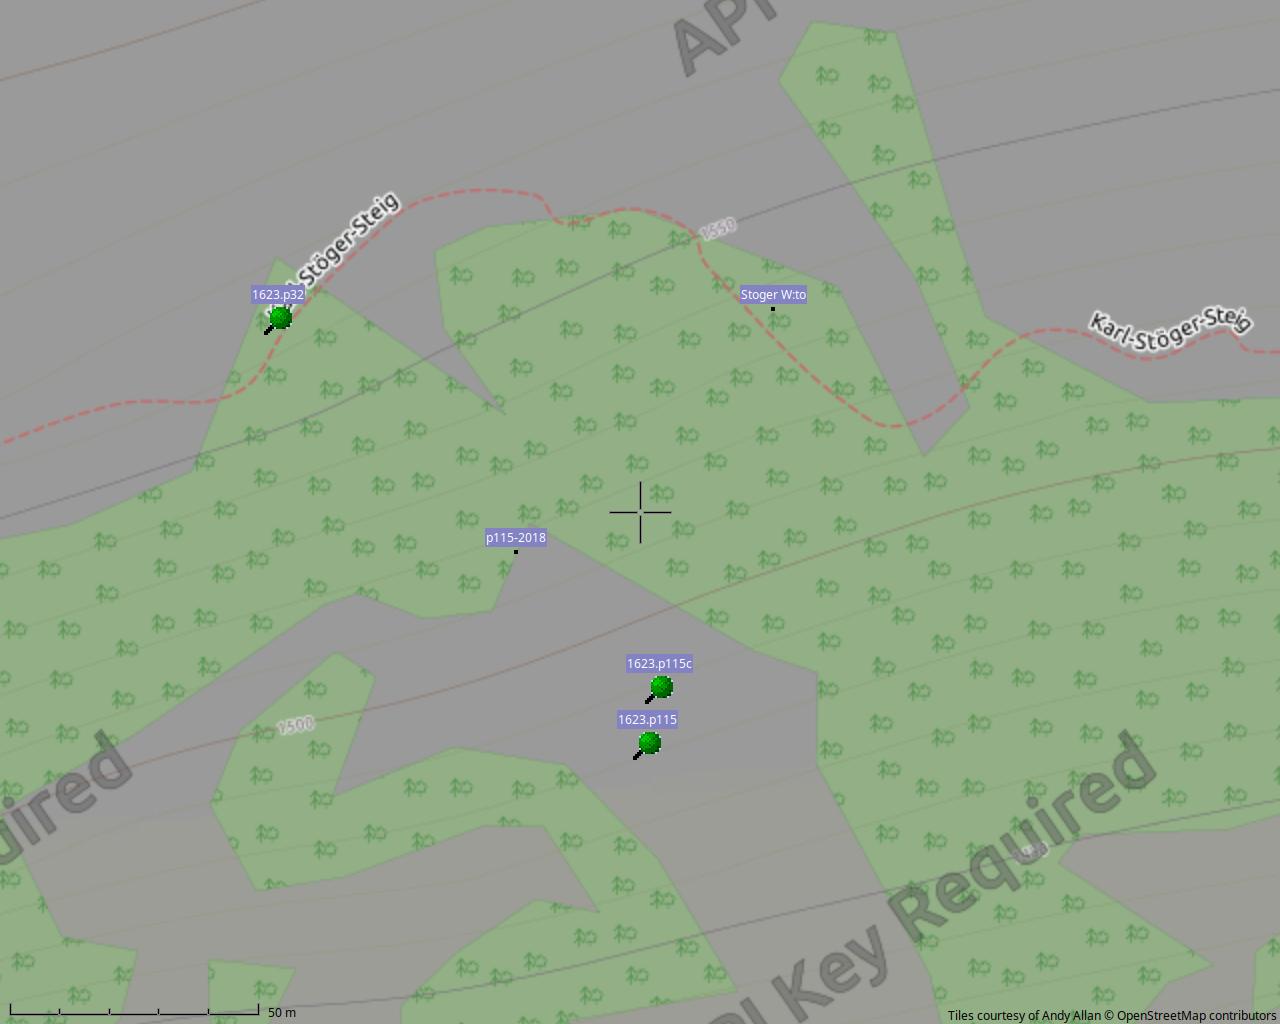 API
Karl-Stöger-Steig
1550
1623.p32
Stoger W:to
Karl-Stöger-Steig
p115-2018
1623.p115c
1623.p115
1500
Required
API Key Required
50 m
Tiles courtesy of Andy Allan © OpenStreetMap contributors